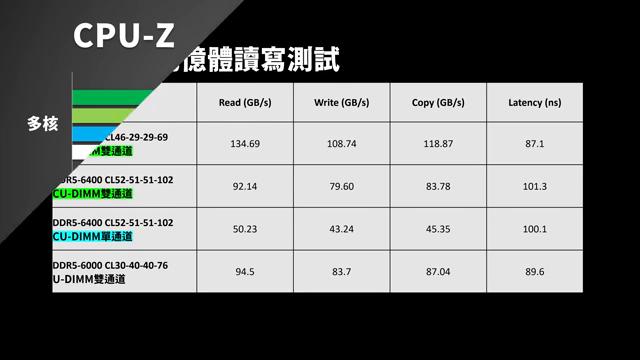 CPU-Z
憶體讀寫測試
多核
Read (GB/s) Write (GB/s) Copy (GB/s) Latency (ns)
CL46-29-29-69
DIMM雙通道 134.69 108.74 118.87 87.1
DDR5-6400 CL52-51-51-102
CU-DIMM雙通道 92.14 79.60 83.78 101.3
DDR5-6400 CL52-51-51-102
CU-DIMM單通道 50.23 43.24 45.35 100.1
DDR5-6000 CL30-40-40-76
U-DIMM雙通道 94.5 83.7 87.04 89.6